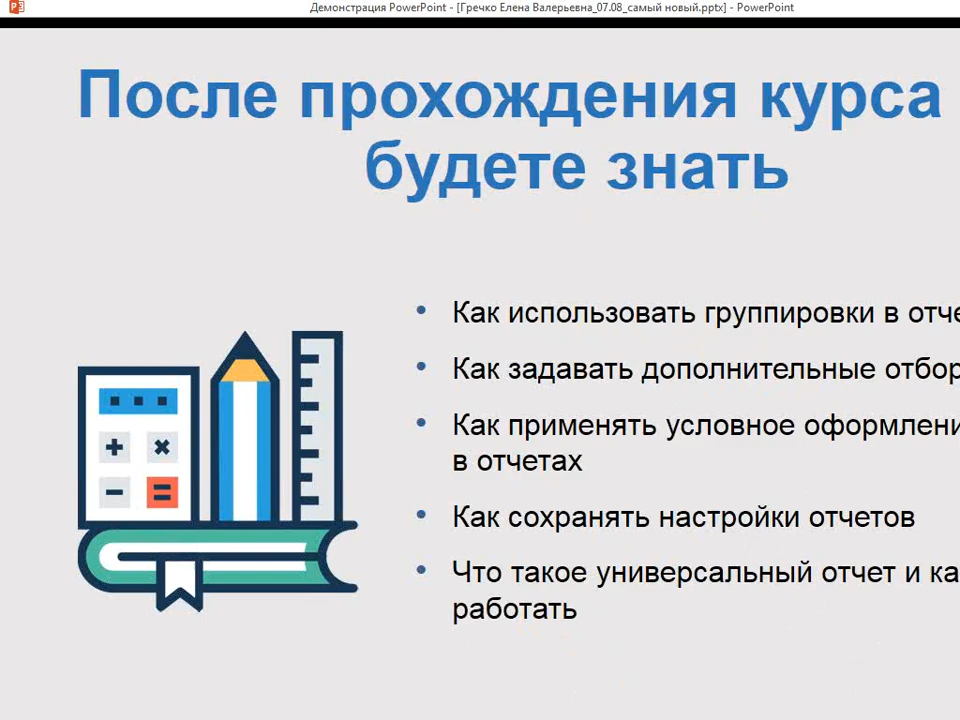 Демонстрация PowerPoint - [Гречко Елена Валерьевна_07.08_самый новый.pptx] - PowerPoint
После прохождения курса
будете знать
• Как использовать группировки в отче
• Как задавать дополнительные отбор
• Как применять условное оформлени
в отчетах
• Как сохранять настройки отчетов
• Что такое универсальный отчет и ка
работать